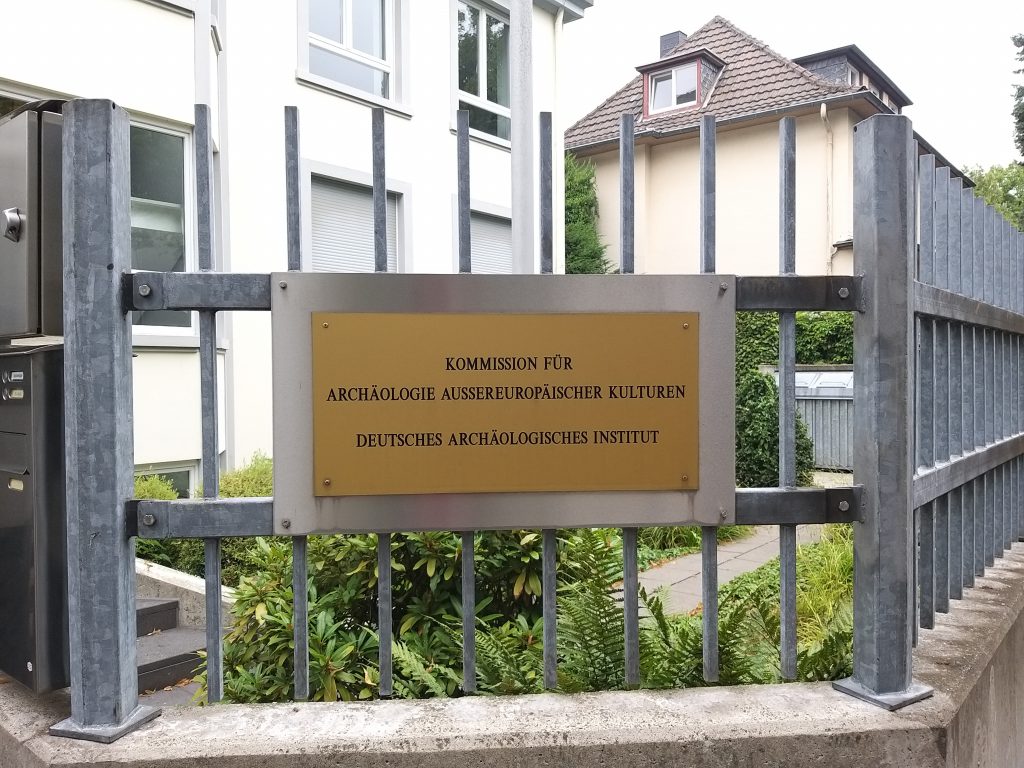 KOMMISSION FÜR
ARCHÄOLOGIE AUSSEREUROPÄISCHER KULTUREN
DEUTSCHES ARCHÄOLOGISCHES INSTITUT